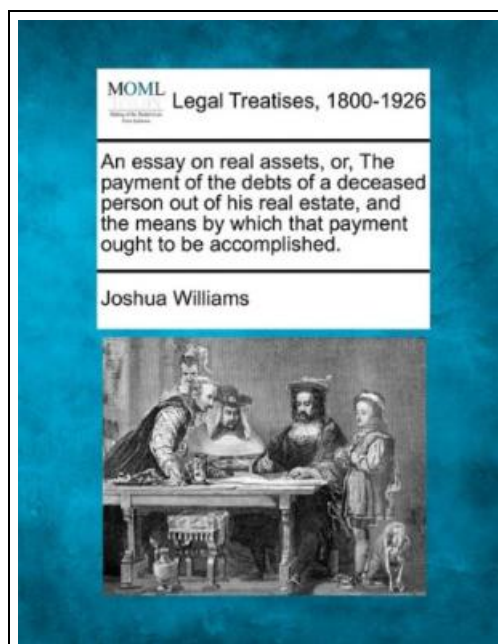 MOML
Legal Treatises, 1800-1926
An essay on real assets, or, The
payment of the debts of a deceased
person out of his real estate, and
the means by which that payment
ought to be accomplished.
Joshua Williams